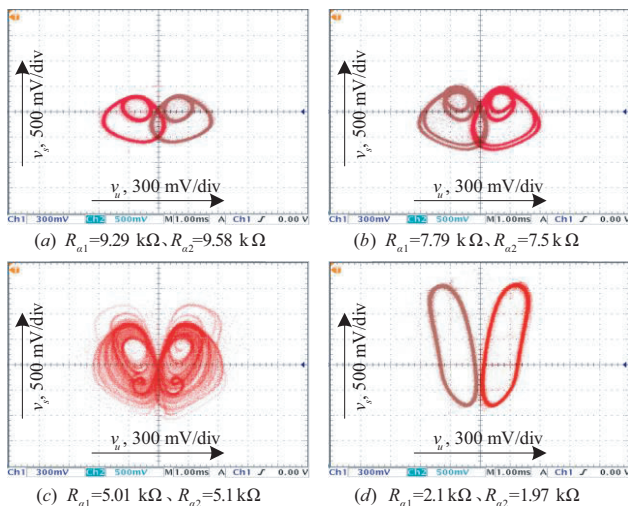 v_s, 500 mV/div
v_u, 300 mV/div
Ch1 300mV Ch2 500mV M 1.00ms A Ch1 ∫ 0.00 V
(a) R_α1=9.29 kΩ、R_α2=9.58 k Ω
v_s, 500 mV/div
v_u, 300 mV/div
Ch1 300mV Ch2 500mV M 1.00ms A Ch1 ∫ 0.00 V
(b) R_α1=7.79 kΩ、R_α2=7.5 k Ω
v_s, 500 mV/div
v_u, 300 mV/div
Ch1 300mV Ch2 500mV M 1.00ms A Ch1 ∫ 0.00 V
(c) R_α1=5.01 kΩ、R_α2=5.1 k Ω
v_s, 500 mV/div
v_u, 300 mV/div
Ch1 300mV Ch2 500mV M 1.00ms A Ch1 ∫ 0.00 V
(d) R_α1=2.1 kΩ、R_α2=1.97 k Ω